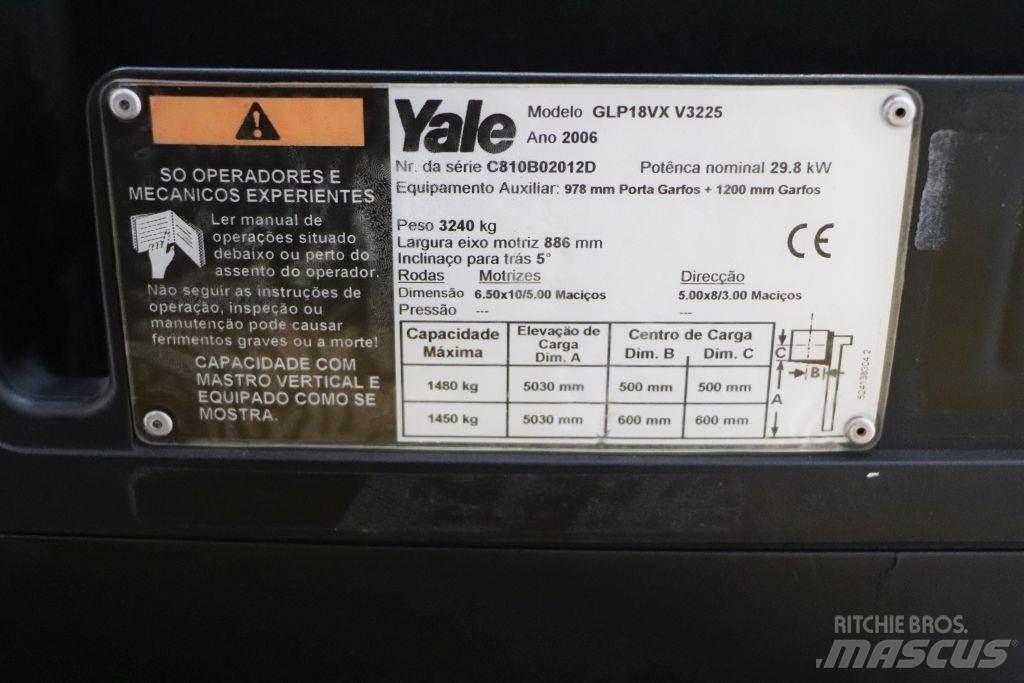 SO OPERADORES E
MECANICOS EXPERIENTES
Ler manual de
operações situado
debaixo ou perto do
assento do operador.
Não seguir as instruções de
operação, inspeção ou
manutenção pode causar
ferimentos graves ou a morte!
CAPACIDADE COM
MASTRO VERTICAL E
EQUIPADO COMO SE
MOSTRA.
Yale
Modelo GLP18VX V3225
Ano 2006
Nr. da série C810B02012D Potênca nominal 29.8 kW
Equipamento Auxiliar: 978 mm Porta Garfos + 1200 mm Garfos
Peso 3240 kg
Largura eixo motriz 886 mm
Inclinaço para trás 5°
CE
Rodas Motrizes Direcção
Dimensão 6.50x10/5.00 Maciços 5.00x8/3.00 Maciços
Pressão --- ---
Capacidade Máxima Elevação de Carga Dim. A Centro de Carga Dim. B Dim. C
1480 kg 5030 mm 500 mm 500 mm
1450 kg 5030 mm 600 mm 600 mm
C
B
A
524138304 2
RITCHIE BROS.
MASCUS